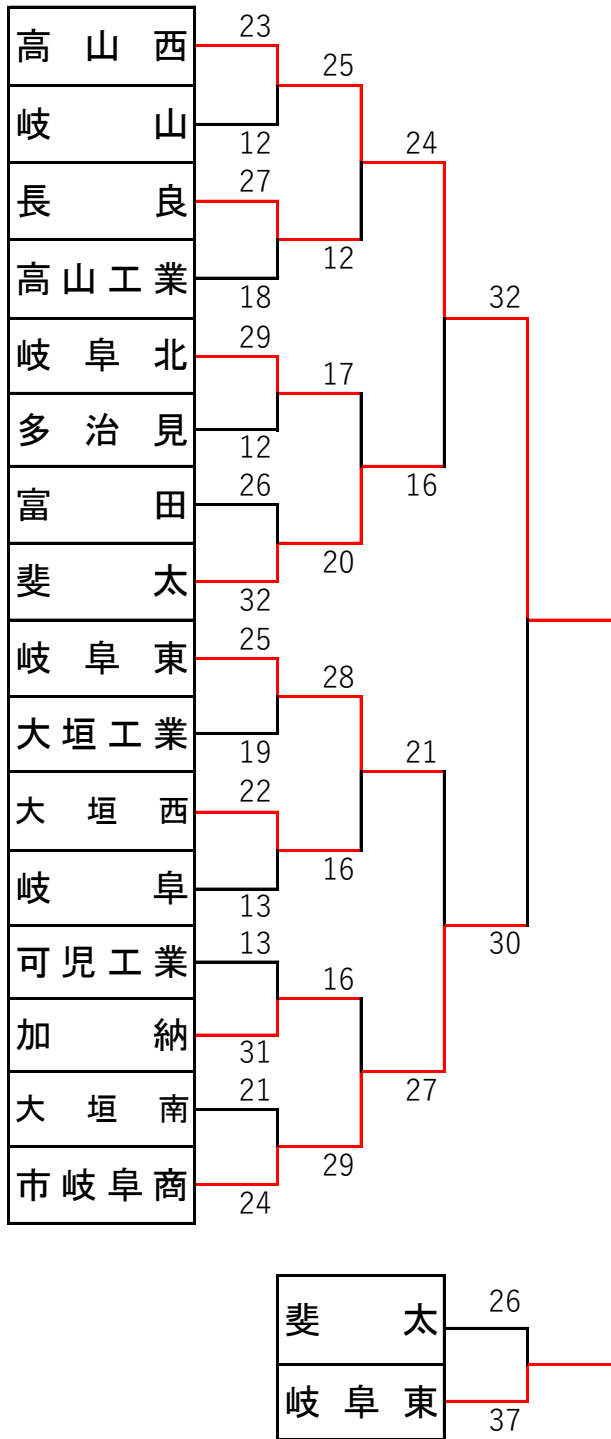 高山西
23
25
岐山
12
24
長良
27
12
高山工業
18
32
岐阜北
29
17
多治見
12
16
富田
26
20
斐太
32
岐阜東
25
28
大垣工業
19
21
大垣西
22
16
岐阜
13
30
可児工業
13
16
加納
31
27
大垣南
21
29
市岐阜商
24
斐太
26
岐阜東
37